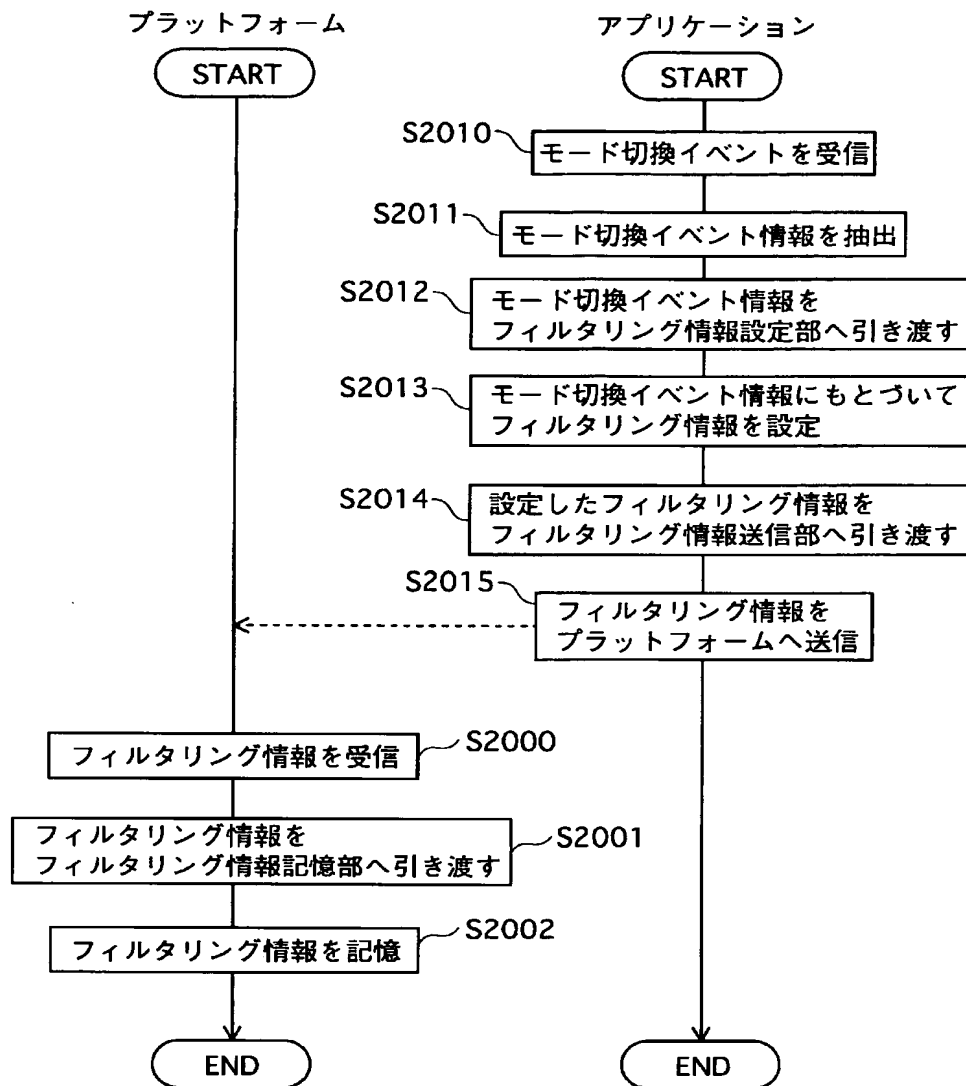 プラットフォーム
アプリケーション
START
START
S2010
モード切換イベントを受信
S2011
モード切換イベント情報を抽出
S2012
モード切換イベント情報を
フィルタリング情報設定部へ引き渡す
S2013
モード切換イベント情報にもとづいて
フィルタリング情報を設定
S2014
設定したフィルタリング情報を
フィルタリング情報送信部へ引き渡す
S2015
フィルタリング情報を
プラットフォームへ送信
フィルタリング情報を受信
S2000
フィルタリング情報を
フィルタリング情報記憶部へ引き渡す
S2001
フィルタリング情報を記憶
S2002
END
END